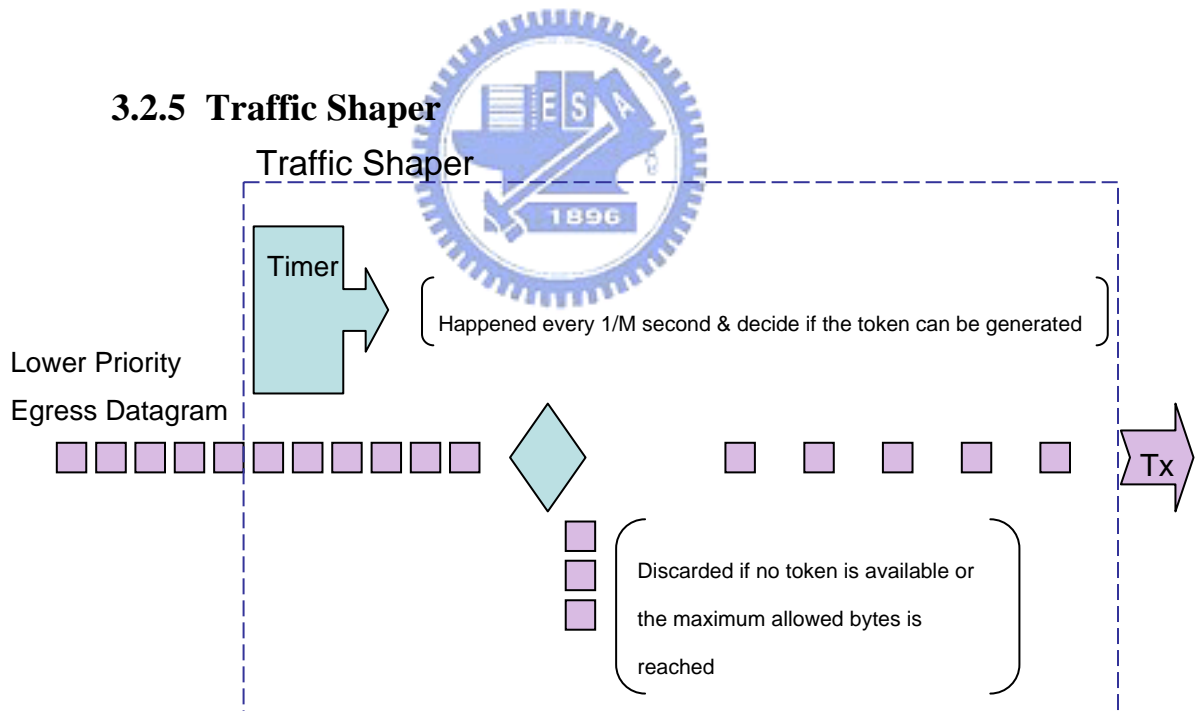 3.2.5 Traffic Shaper
Traffic Shaper
E S A
1896
Timer
Happened every 1/M second & decide if the token can be generated
Lower Priority
Egress Datagram
Tx
Discarded if no token is available or
the maximum allowed bytes is
reached